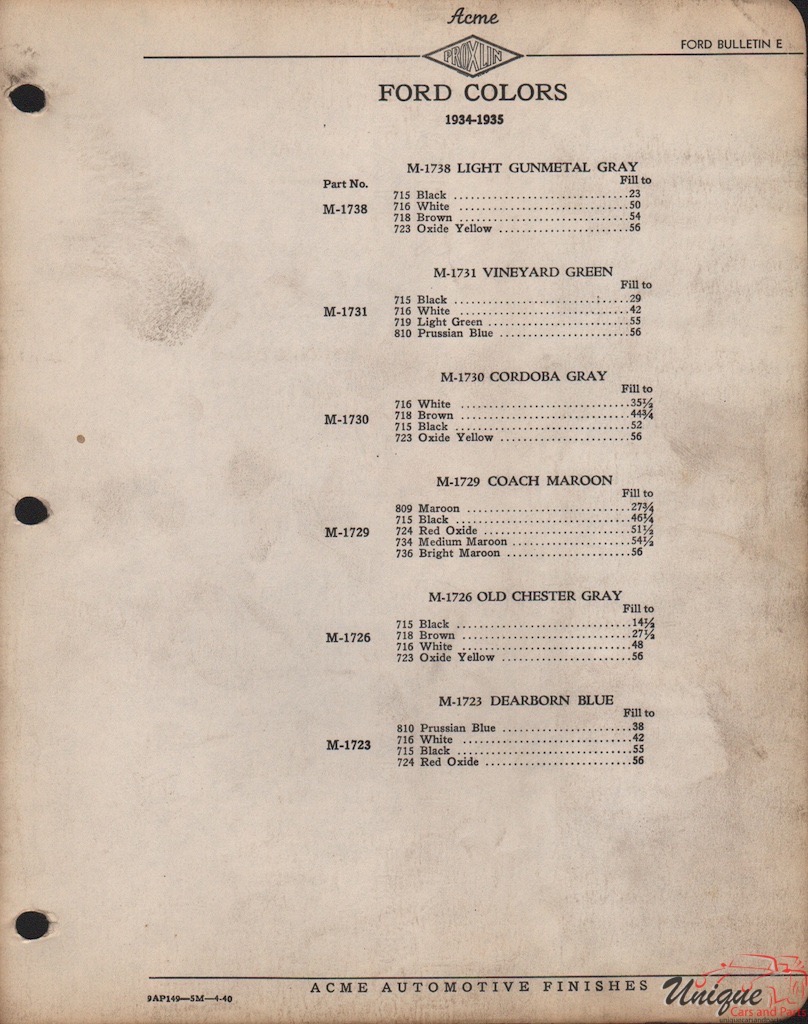 Acme
PROXLIN
FORD BULLETIN E
FORD COLORS
1934-1935
M-1738 LIGHT GUNMETAL GRAY
Part No. Fill to
M-1738
715 Black ..............................23
716 White .............................50
718 Brown .............................54
723 Oxide Yellow ......................56
M-1731 VINEYARD GREEN
Fill to
M-1731
715 Black ..............................29
716 White .............................42
719 Light Green ........................55
810 Prussian Blue ......................56
M-1730 CORDOBA GRAY
Fill to
M-1730
716 White .............................35½
718 Brown .............................44¾
715 Black ..............................52
723 Oxide Yellow ......................56
M-1729 COACH MAROON
Fill to
M-1729
809 Maroon ............................27¾
715 Black ..............................46¼
724 Red Oxide .........................51½
734 Medium Maroon ....................54½
736 Bright Maroon .....................56
M-1726 OLD CHESTER GRAY
Fill to
M-1726
715 Black ..............................14½
718 Brown .............................27½
716 White .............................48
723 Oxide Yellow ......................56
M-1723 DEARBORN BLUE
Fill to
M-1723
810 Prussian Blue ......................38
716 White .............................42
715 Black ..............................55
724 Red Oxide .........................56
9AP149—5M—4-40
ACME AUTOMOTIVE FINISHES
Unique
Cars and Parts